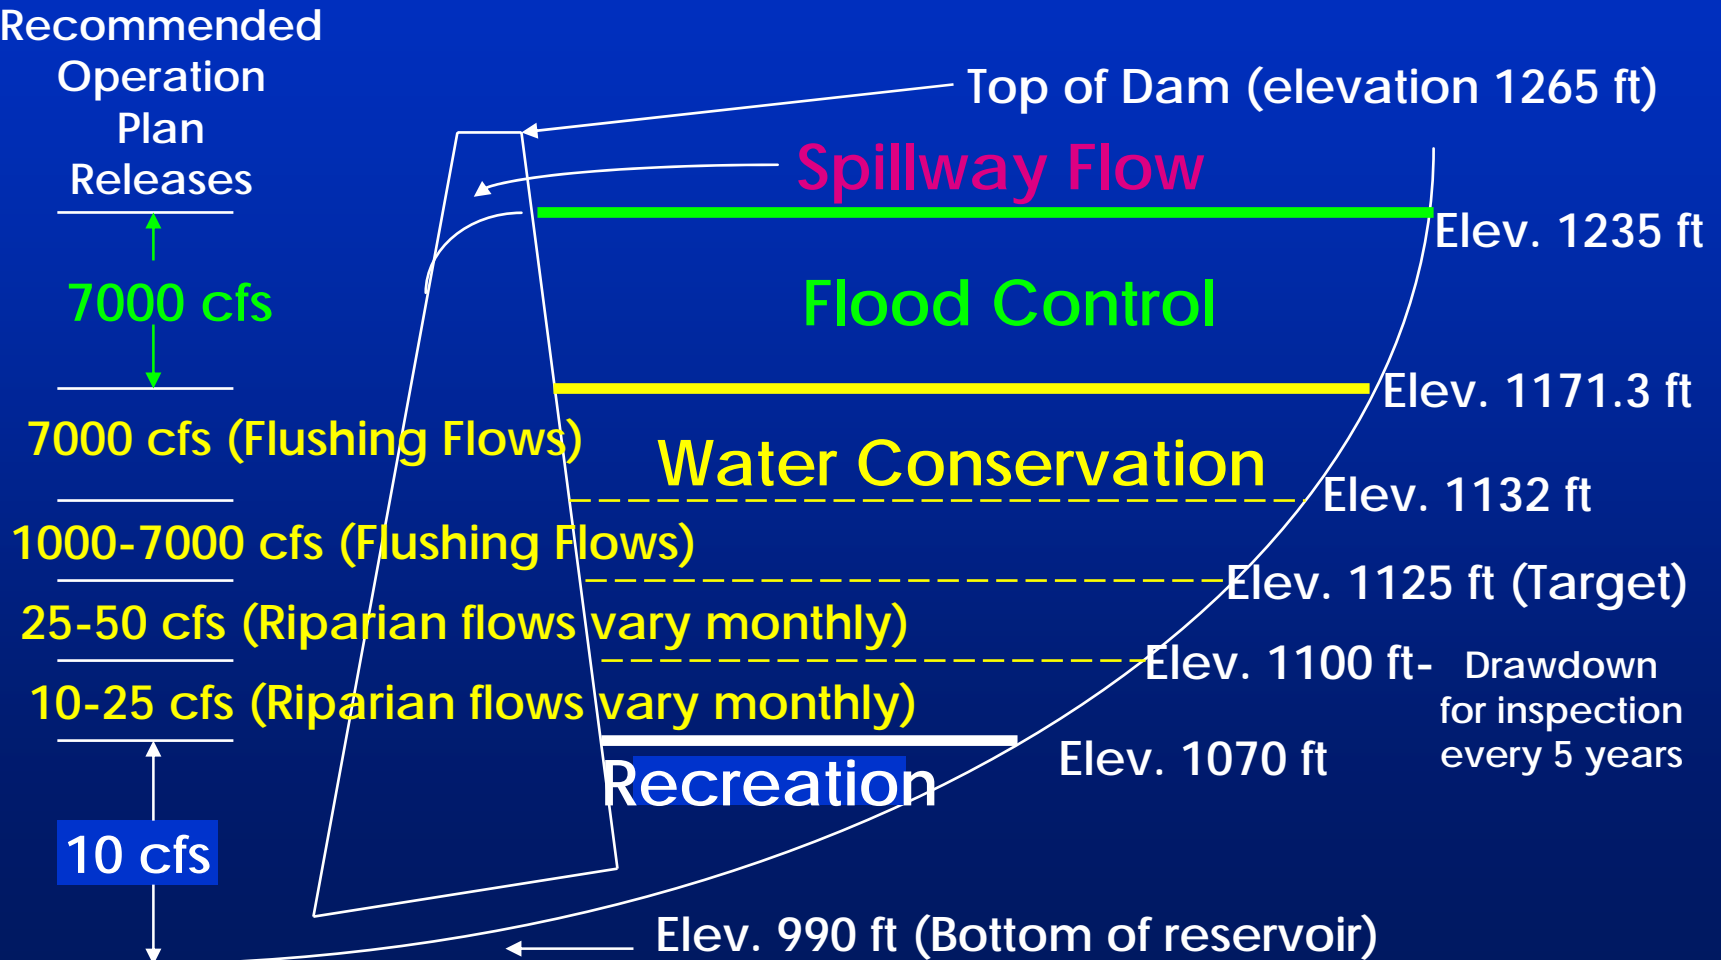 Recommended
Operation
Plan
Releases
Top of Dam (elevation 1265 ft)
Spillway Flow
Elev. 1235 ft
7000 cfs
Flood Control
Elev. 1171.3 ft
7000 cfs (Flushing Flows)
Water Conservation
Elev. 1132 ft
1000-7000 cfs (Flushing Flows)
Elev. 1125 ft (Target)
25-50 cfs (Riparian flows vary monthly)
Elev. 1100 ft-
Drawdown
for inspection
every 5 years
10-25 cfs (Riparian flows vary monthly)
Elev. 1070 ft
Recreation
10 cfs
Elev. 990 ft (Bottom of reservoir)